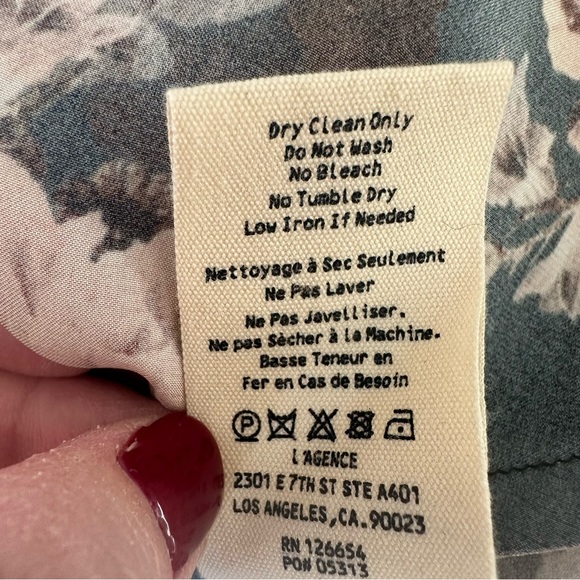 Dry Clean Only
Do Not Wash
No Bleach
No Tumble Dry
Low Iron If Needed
Nettoyage à Sec Seulement
Ne Pas Laver
Ne Pas Javelliser.
Ne pas Sècher à la Machine.
Basse Teneur en
Fer en Cas de Besoin
P
L'AGENCE
2301 E 7TH ST STE A401
LOS ANGELES,CA.90023
RN 126654
PO# 05313